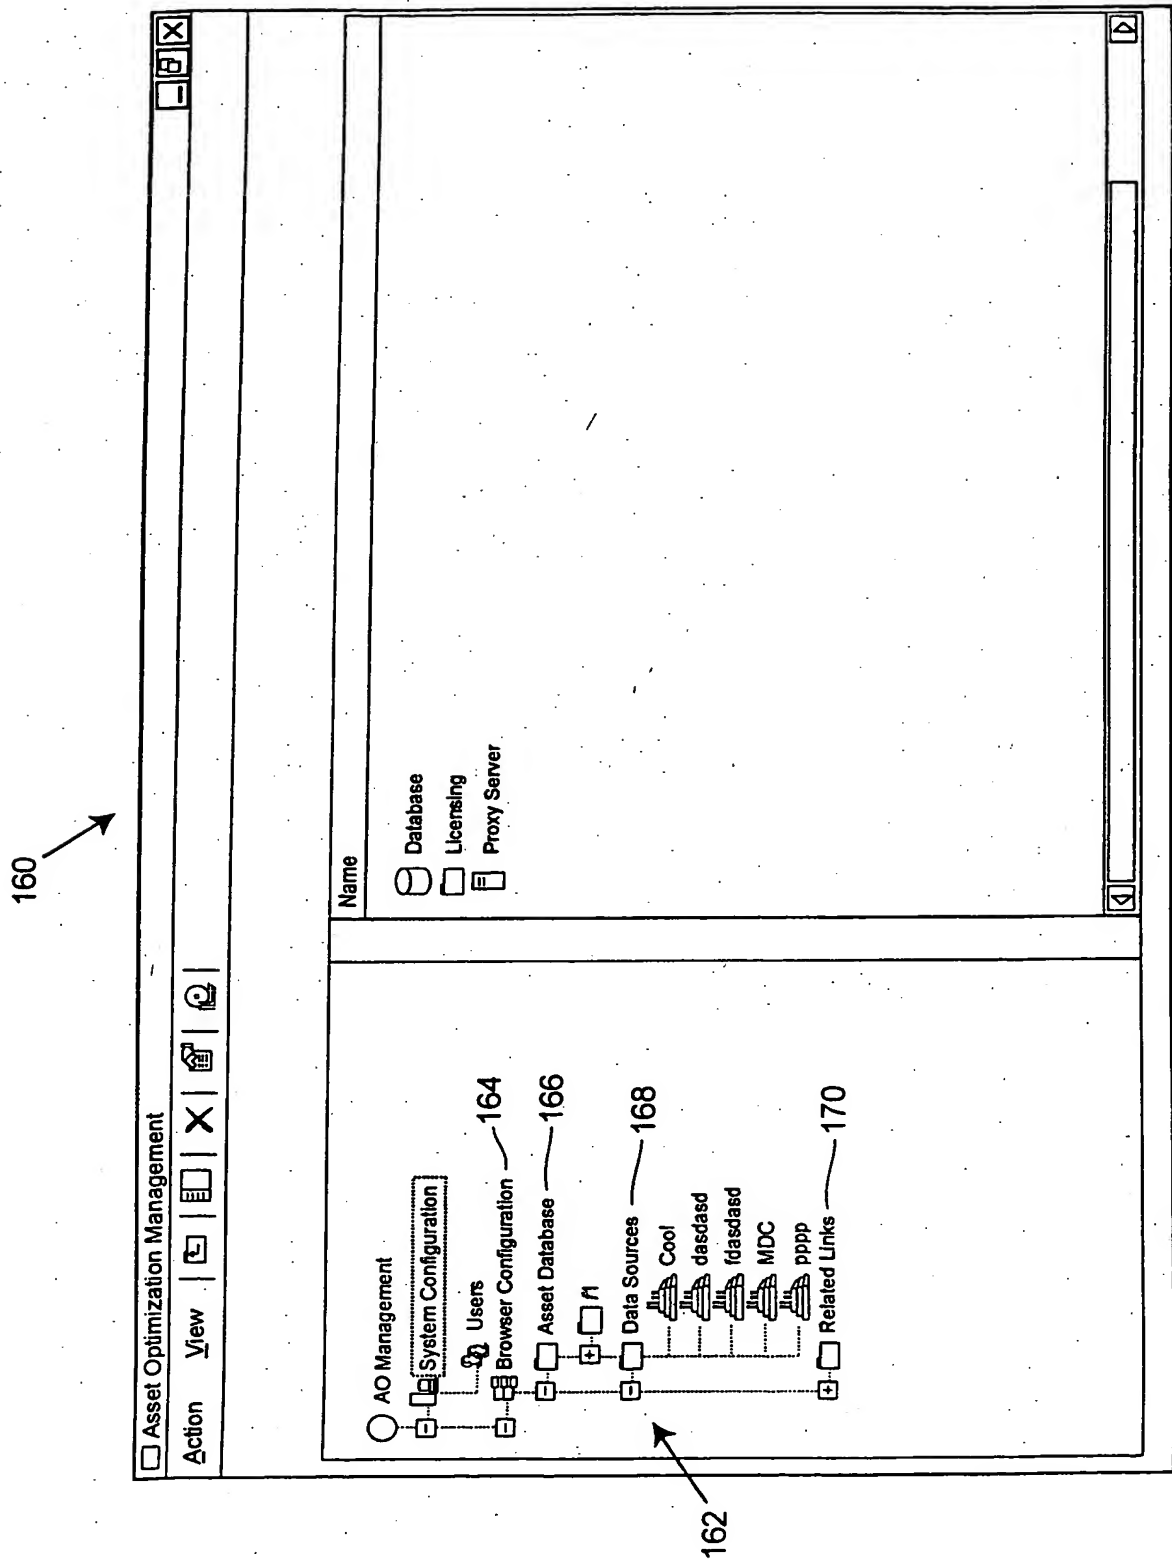 160
Asset Optimization Management
Action View
Name
AO Management
System Configuration
Users
Browser Configuration
164
Asset Database
166
Data Sources
168
Cool
dasdasd
fdasdasd
MDC
pppp
Related Links
170
162
Database
Licensing
Proxy Server